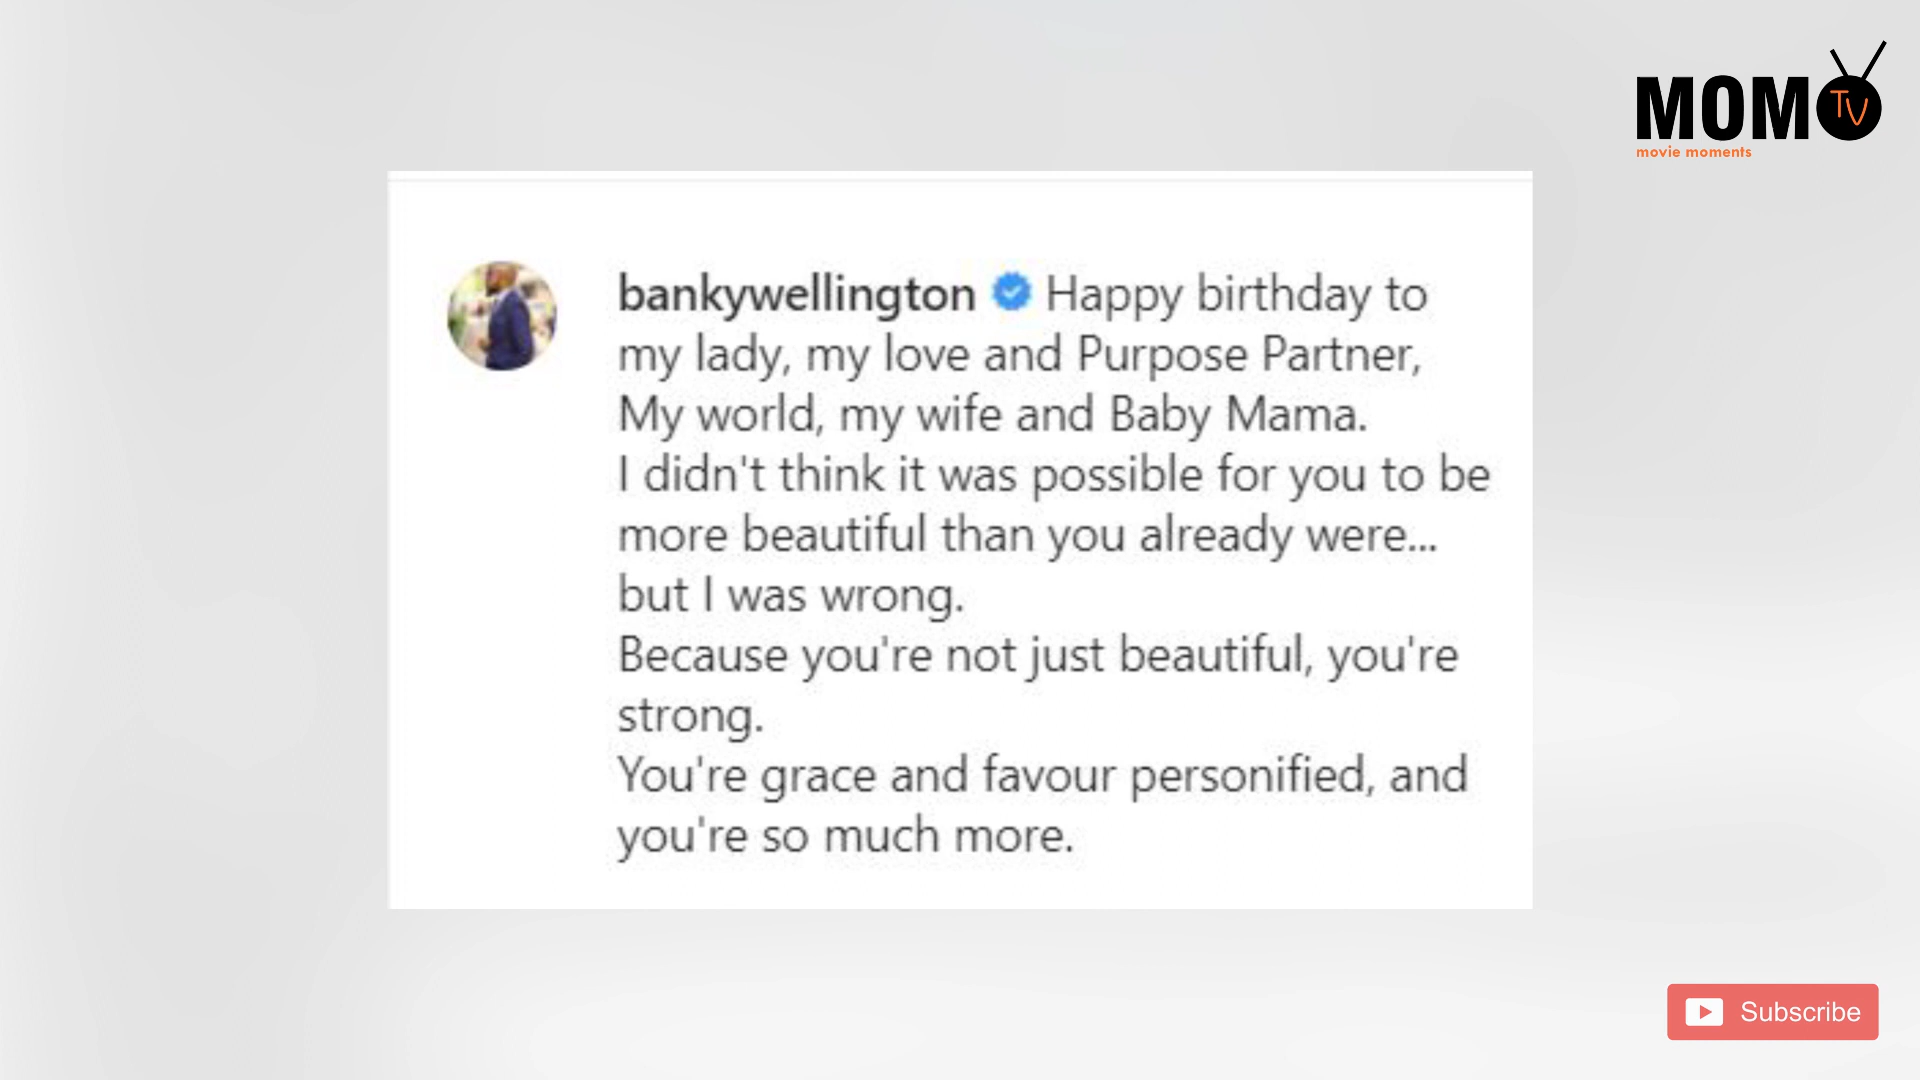 MOM TV
movie moments
bankywellington Happy birthday to
my lady, my love and Purpose Partner,
My world, my wife and Baby Mama.
I didn't think it was possible for you to be
more beautiful than you already were...
but I was wrong.
Because you're not just beautiful, you're
strong.
You're grace and favour personified, and
you're so much more.
Subscribe